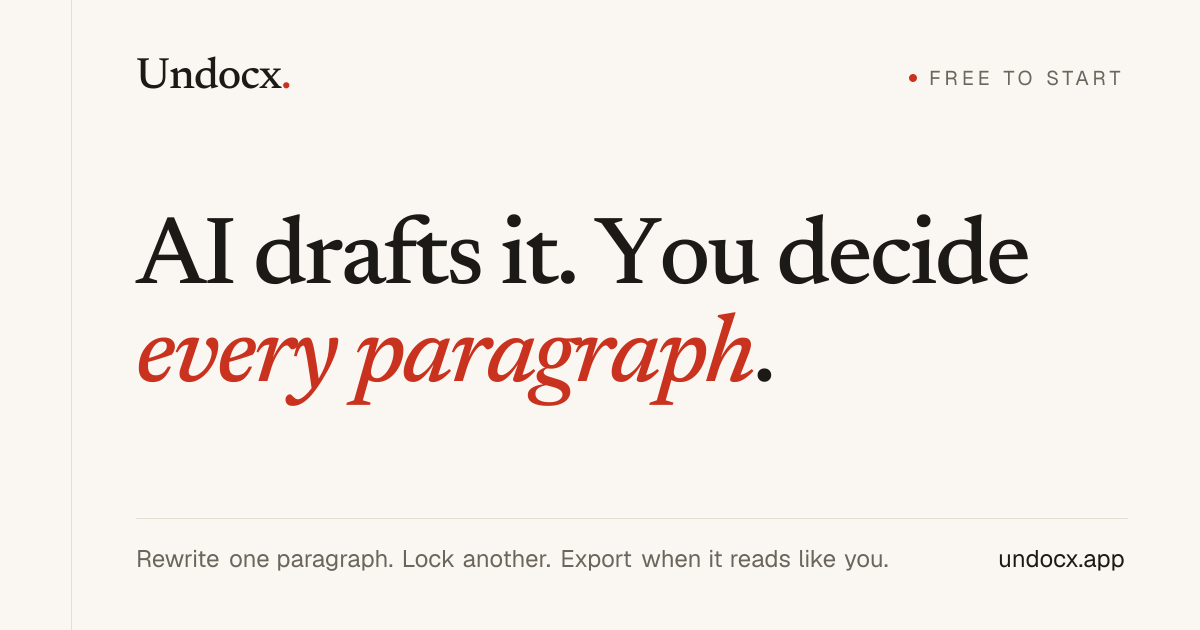 Undocx.
FREE TO START
AI drafts it. You decide
every paragraph.
Rewrite one paragraph. Lock another. Export when it reads like you.
undocx.app